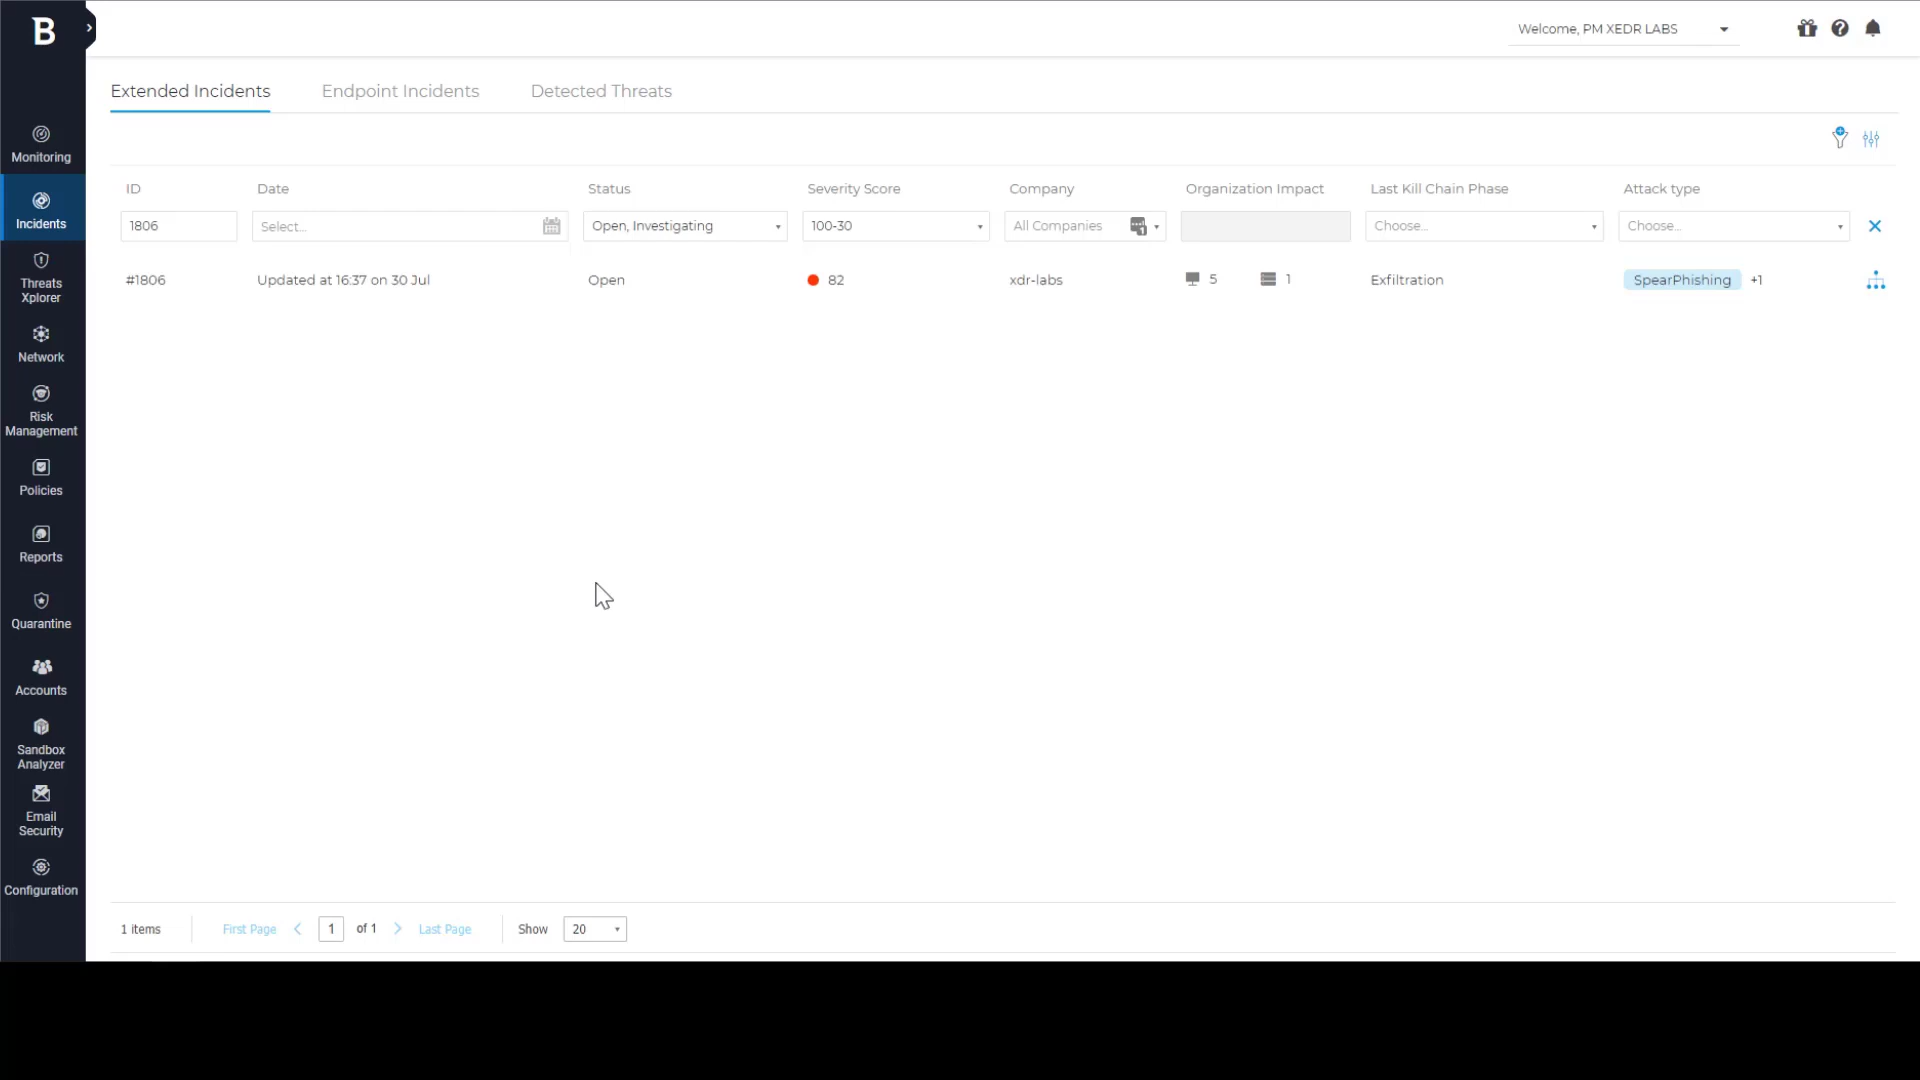 B
Welcome, PM XEDR LABS
Extended Incidents
Endpoint Incidents
Detected Threats
Monitoring
Incidents
Threats
Xplorer
Network
Risk
Management
Policies
Reports
Quarantine
Accounts
Sandbox
Analyzer
Email
Security
Configuration
ID
Date
Status
Severity Score
Company
Organization Impact
Last Kill Chain Phase
Attack type
1806
Select...
Open, Investigating
100-30
All Companies
1
Choose...
Choose...
#1806
Updated at 16:37 on 30 Jul
Open
82
xdr-labs
5
1
Exfiltration
SpearPhishing
+1
1 items
First Page
1
of 1
Last Page
Show
20